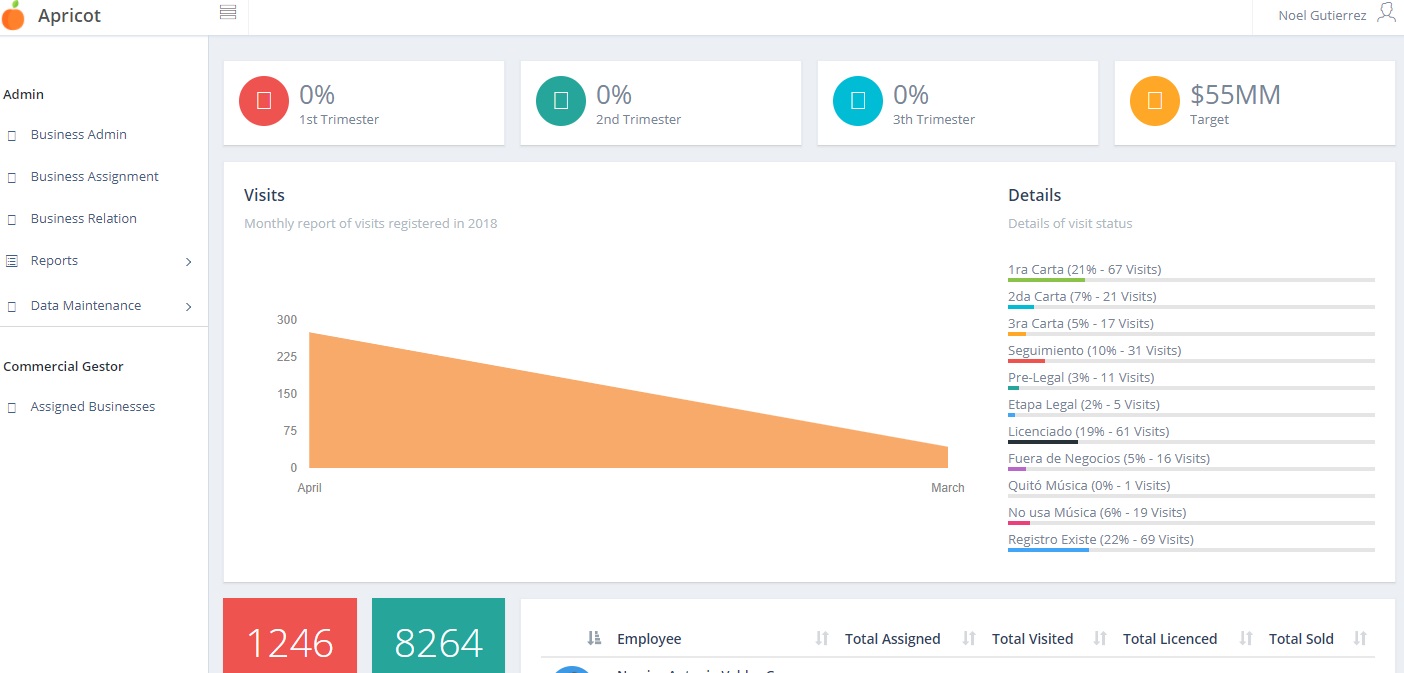 Apricot
Noel Gutierrez
Admin
Business Admin
Business Assignment
Business Relation
Reports
Data Maintenance
Commercial Gestor
Assigned Businesses
0%
1st Trimester
0%
2nd Trimester
0%
3th Trimester
$55MM
Target
Visits
Monthly report of visits registered in 2018
300
225
150
75
0
April
March
Details
Details of visit status
1ra Carta (21% - 67 Visits)
2da Carta (7% - 21 Visits)
3ra Carta (5% - 17 Visits)
Seguimiento (10% - 31 Visits)
Pre-Legal (3% - 11 Visits)
Etapa Legal (2% - 5 Visits)
Licenciado (19% - 61 Visits)
Fuera de Negocios (5% - 16 Visits)
Quitó Música (0% - 1 Visits)
No usa Música (6% - 19 Visits)
Registro Existe (22% - 69 Visits)
1246
8264
Employee Total Assigned Total Visited Total Licenced Total Sold